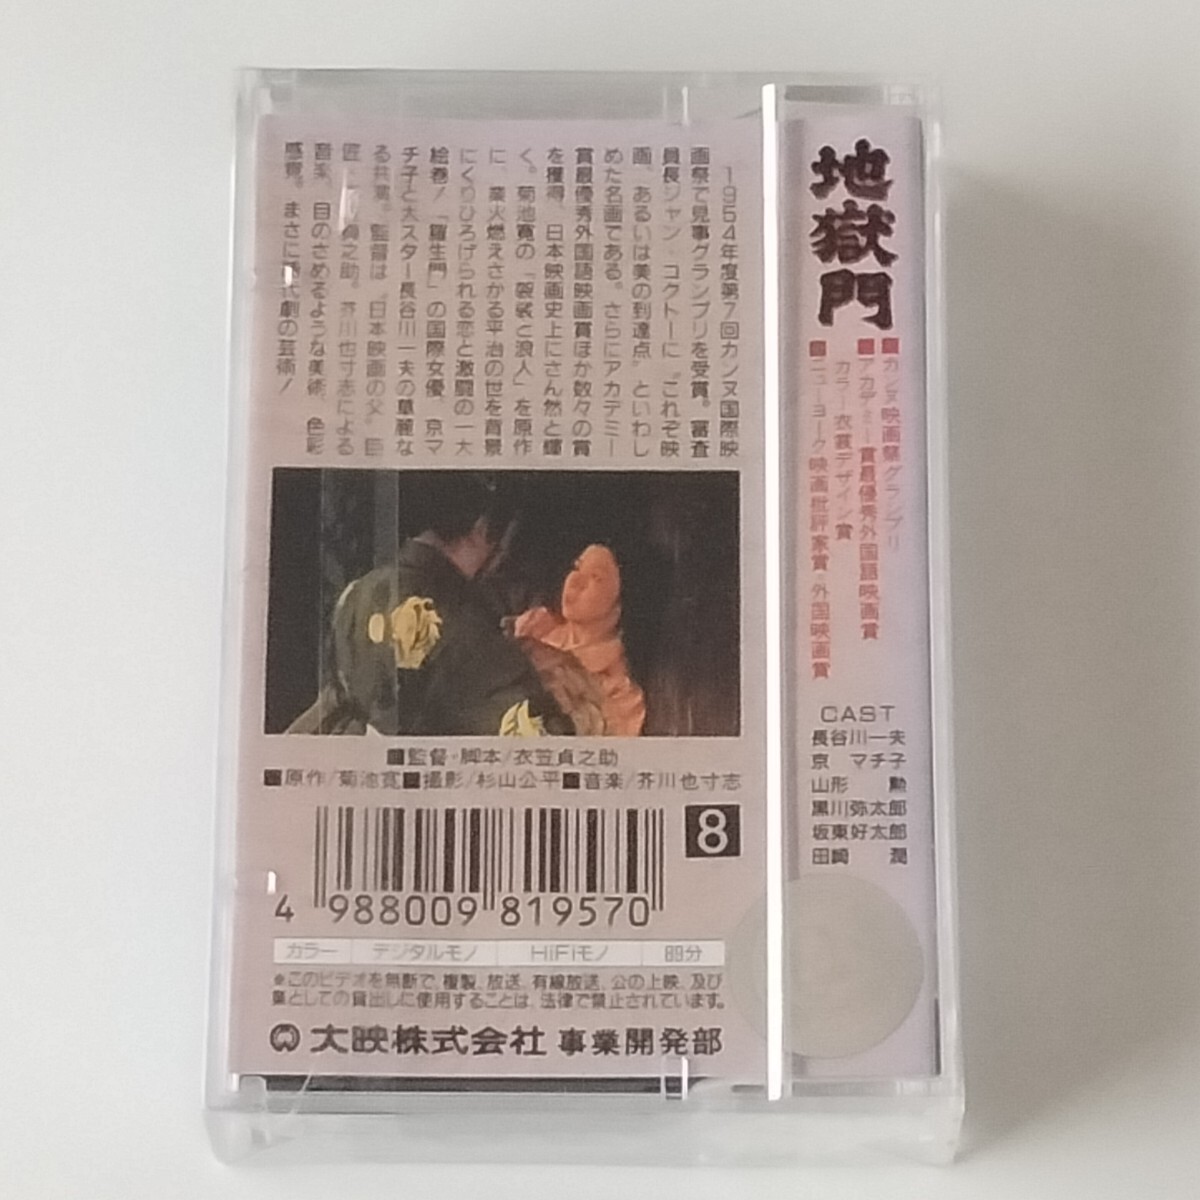 1954年度第7回カンヌ国際映
画祭で見事グランプリを受賞。審査
員長ジャン・コクトーに〝これぞ映
画、あるいは美の到達点〟といわし
めた名画である。さらにアカデミー
賞最優秀外国語映画賞ほか数々の賞
を獲得、日本映画史上にさん然と輝
く。菊池寛の「袈裟と浪人」を原作
に、業火燃えさかる平治の世を背景
にくりひろげられる恋と激闘の一大
絵巻!「羅生門」の国際女優、京マ
チ子と大スター長谷川一夫の華麗な
る共演。監督は〝日本映画の父〟巨
匠・ 貞之助。芥川也寸志による
音楽、目のさめるような美術、色彩
感覚。まさに 代劇の芸術!
■監督・脚本/衣笠貞之助
■原作/菊池寛■撮影/杉山公平■音楽/芥川也寸志
8
4 988009 819570
カラー デジタルモノ HiFiモノ 89分
※このビデオを無断で、複製、放送、有線放送、公の上映、及び
業としての貸出しに使用することは、法律で禁止されています。
大映株式会社 事業開発部
地獄門
■カンヌ映画祭グランプリ
■アカデミー賞最優秀外国語映画賞
カラー衣裳デザイン賞
■ニューヨーク映画批評家賞・外国映画賞
CAST
長谷川一夫
京 マチ子
山形 勲
黒川弥太郎
坂東好太郎
田崎 潤